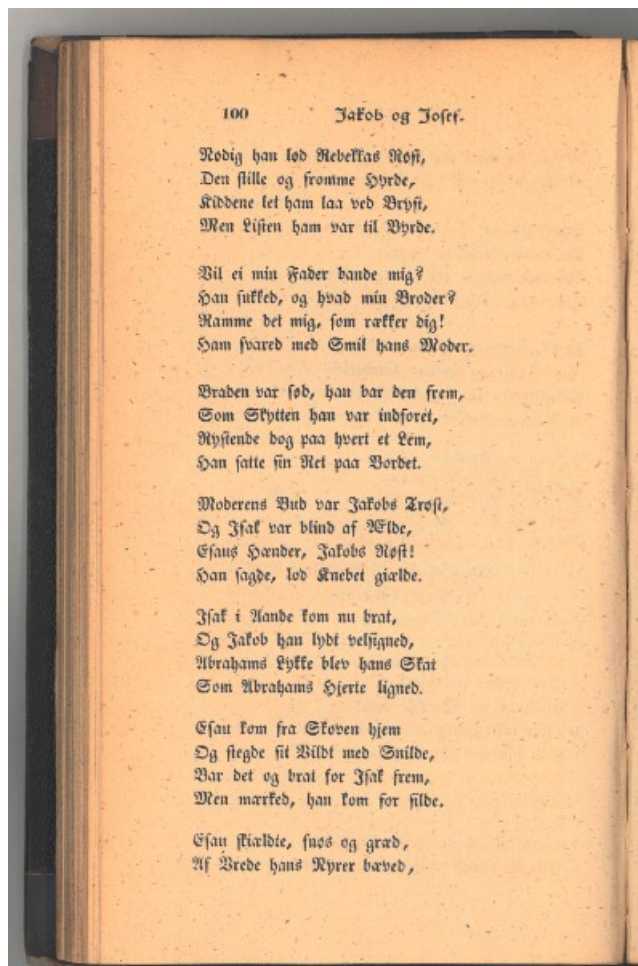 100 Jakob og Josef.
Nødig han lød Rebekkas Røst,
Den stille og fromme Hyrde,
Kiddene let ham laa ved Bryst,
Men Listen ham var til Byrde.
Vil ei min Fader bande mig?
Han sukked, og hvad min Broder?
Ramme det mig, som rækker dig!
Ham svared med Smil hans Moder.
Braden var sød, han bar den frem,
Som Skytten han var indforet,
Rystende dog paa hvert et Lem,
Han satte sin Ret paa Bordet.
Moderens Bud var Jakobs Trøst,
Og Isak var blind af Ælde,
Esaus Hænder, Jakobs Røst!
Han sagde, lod Knebet giælde.
Isak i Aande kom nu brat,
Og Jakob han lydt velsigned,
Abrahams Lykke blev hans Skat
Som Abrahams Hjerte ligned.
Esau kom fra Skoven hjem
Og stegde sit Vildt med Snilde,
Bar det og brat for Isak frem,
Men mærked, han kom for silde.
Esau skiældte, snøs og græd,
Af Vrede hans Nyrer bæved,